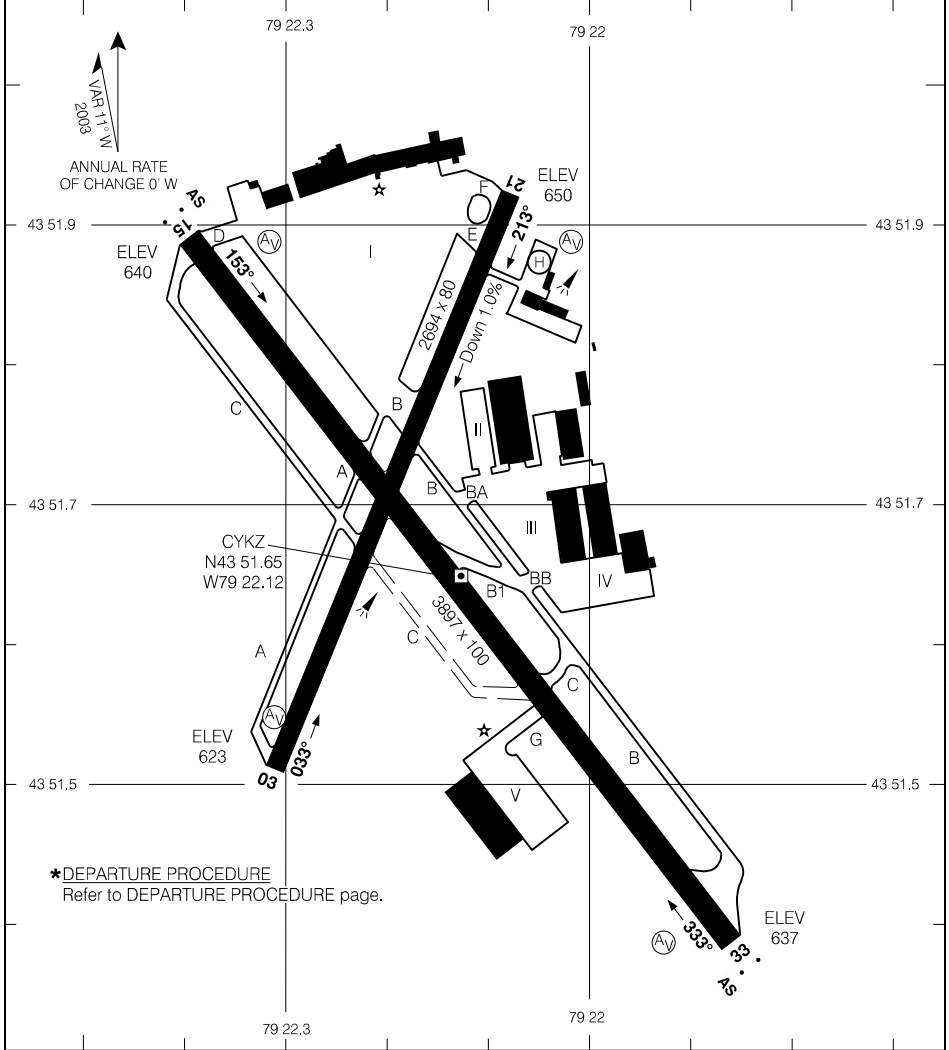 79 22.3
79 22
VAR 11° W
2003
ANNUAL RATE
OF CHANGE 0' W
AS
15
43 51.9
43 51.9
ELEV
640
D
AV
153°
I
F
21
ELEV
650
E
213°
H
AV
2694 x 80
Down 1.0%
C
B
II
A
B
BA
43 51.7
43 51.7
III
CYKZ
N43 51.65
W79 22.12
BB
IV
B1
3897 x 100
C
A
C
AV
ELEV
623
033°
03
G
B
43 51.5
43 51.5
V
*DEPARTURE PROCEDURE
Refer to DEPARTURE PROCEDURE page.
333°
AV
33
ELEV
637
AS
79 22.3
79 22